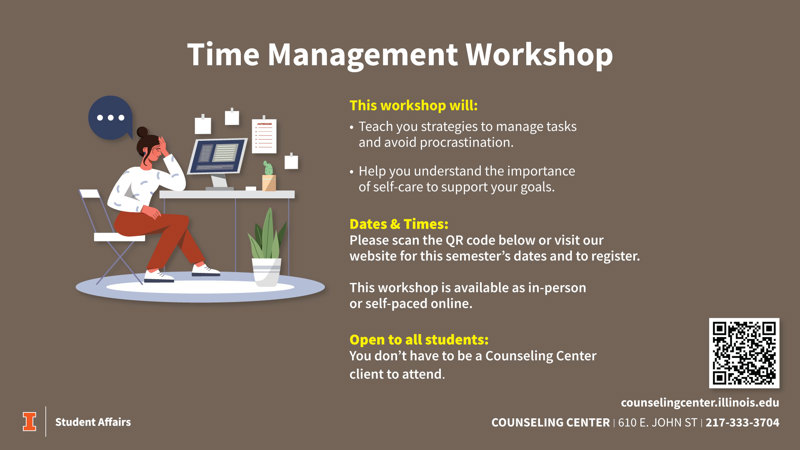 Time Management Workshop
This workshop will:
• Teach you strategies to manage tasks
and avoid procrastination.
• Help you understand the importance
of self-care to support your goals.
Dates & Times:
Please scan the QR code below or visit our
website for this semester's dates and to register.
This workshop is available as in-person
or self-paced online.
Open to all students:
You don't have to be a Counseling Center
client to attend.
counselingcenter.illinois.edu
I Student Affairs
COUNSELING CENTER | 610 E. JOHN ST | 217-333-3704